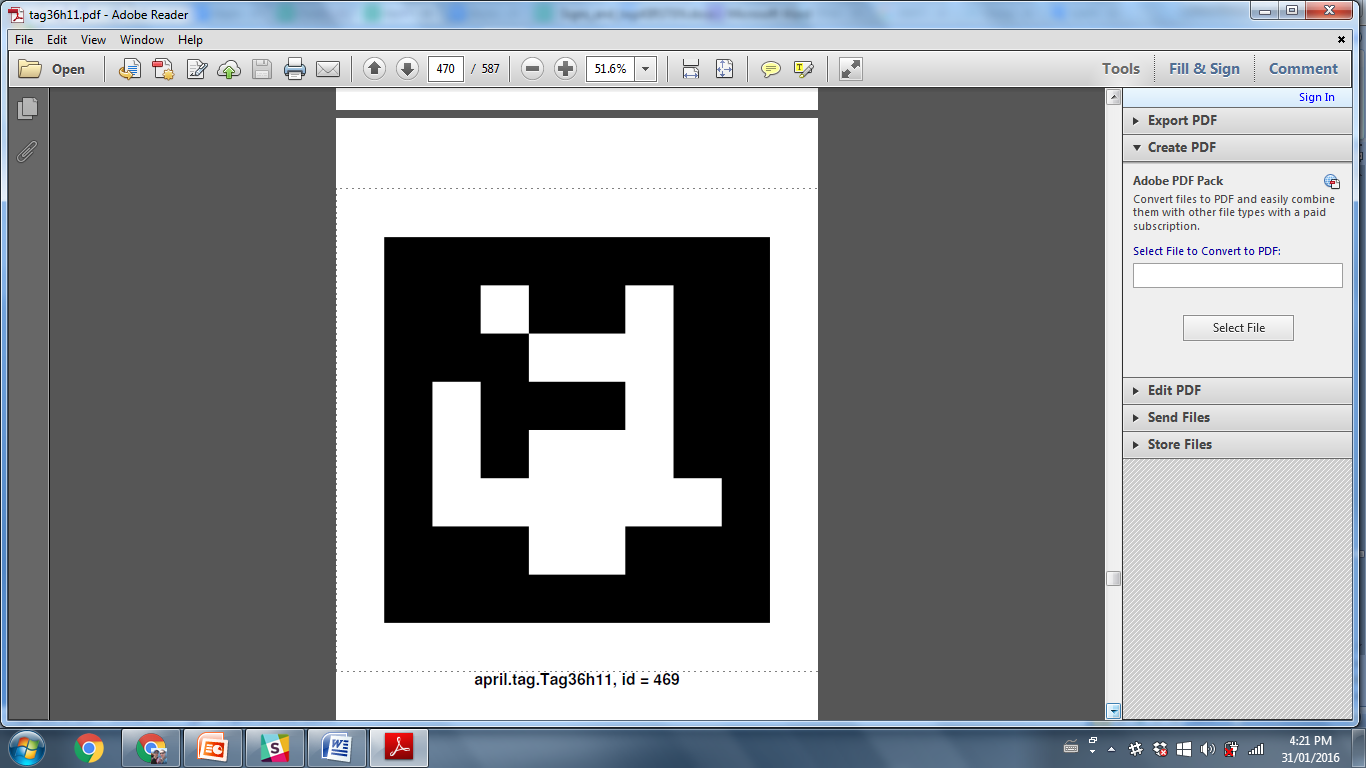 tag36h11.pdf - Adobe Reader
File Edit View Window Help
Open 470 / 587 51.6% Tools Fill & Sign Comment
Sign In
Export PDF
Create PDF
Adobe PDF Pack
Convert files to PDF and easily combine
them with other file types with a paid
subscription.
Select File to Convert to PDF:
Select File
Edit PDF
Send Files
Store Files
april.tag.Tag36h11, id = 469
4:21 PM
31/01/2016